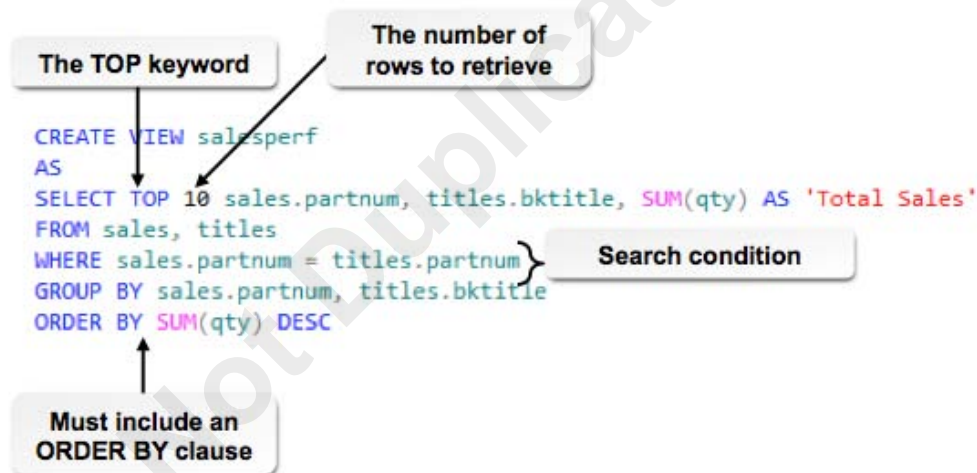 The TOP keyword
The number of
rows to retrieve
CREATE VIEW salesperf
AS
SELECT TOP 10 sales.partnum, titles.bktitle, SUM(qty) AS 'Total Sales'
FROM sales, titles
WHERE sales.partnum = titles.partnum
Search condition
GROUP BY sales.partnum, titles.bktitle
ORDER BY SUM(qty) DESC
Must include an
ORDER BY clause
Not Duplicat